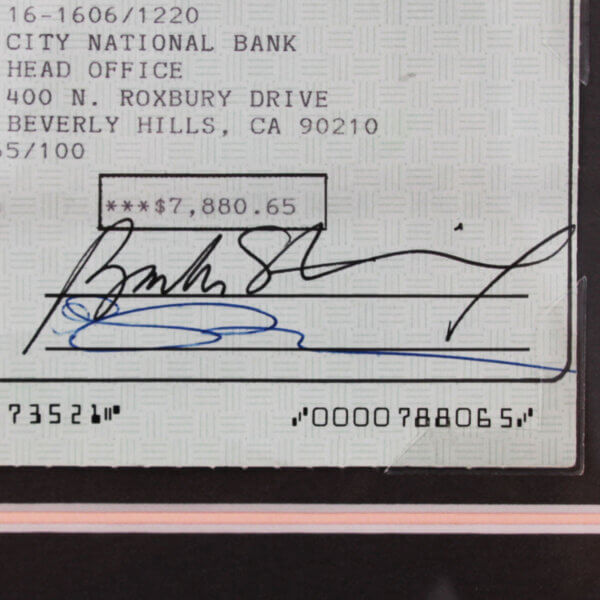 16-1606/1220
CITY NATIONAL BANK
HEAD OFFICE
400 N. ROXBURY DRIVE
BEVERLY HILLS, CA 90210
65/100
***$7,880.65
73521⑈ ⑈0000788065⑈